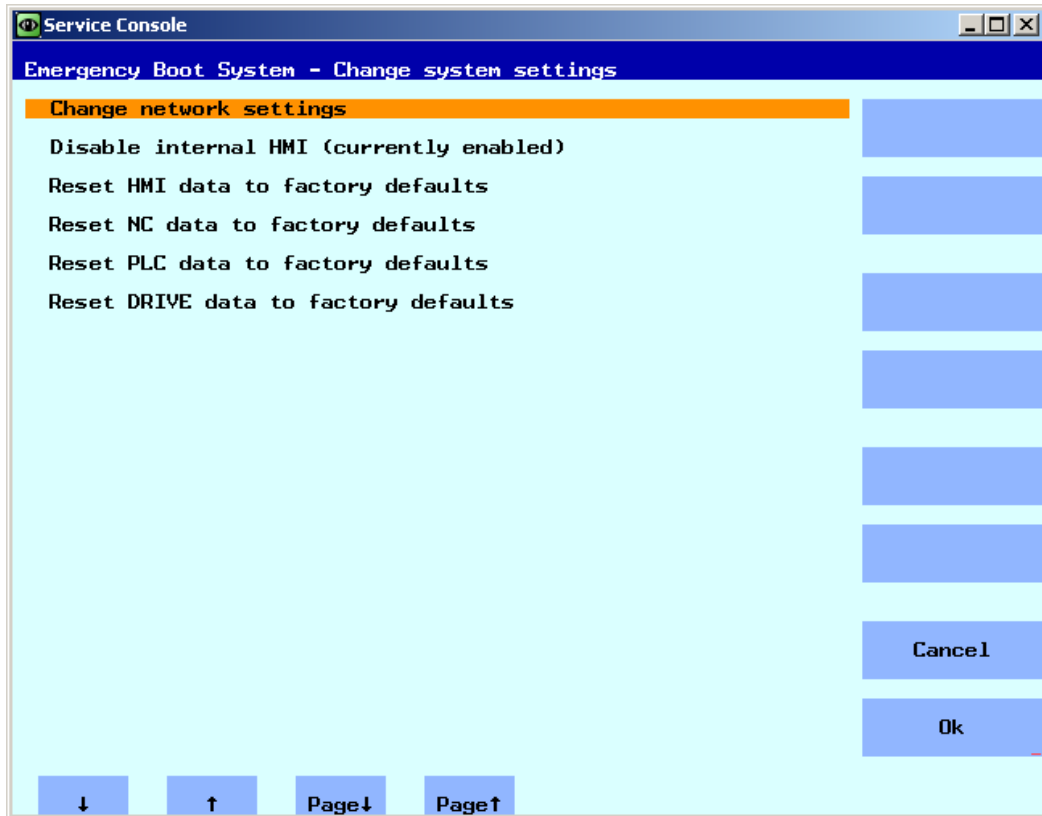 Service Console
Emergency Boot System - Change system settings
Change network settings
Disable internal HMI (currently enabled)
Reset HMI data to factory defaults
Reset NC data to factory defaults
Reset PLC data to factory defaults
Reset DRIVE data to factory defaults
Cancel
Ok
↓ ↑ Page↓ Page↑